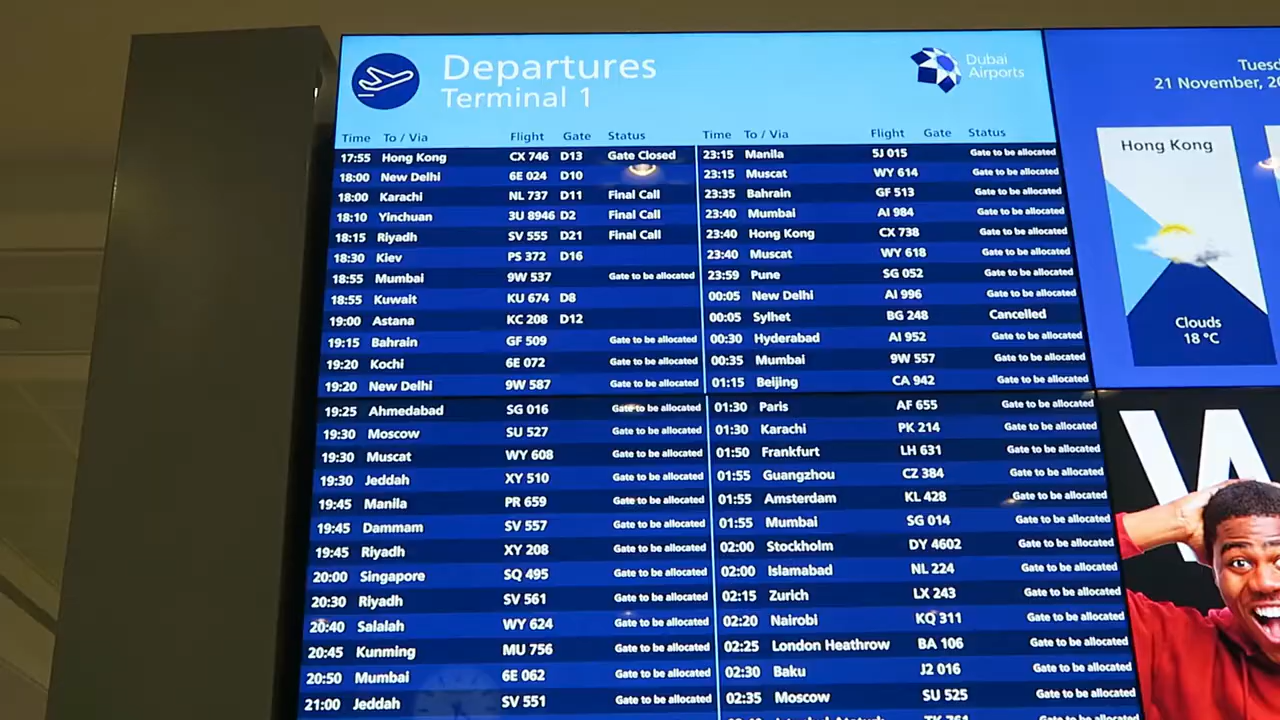 Departures
Terminal 1
Dubai
Airports
Time To / Via Flight Gate Status
17:55 Hong Kong CX 746 D13 Gate Closed
18:00 New Delhi 6E 024 D10
18:00 Karachi NL 737 D11 Final Call
18:10 Yinchuan 3U 8946 D2 Final Call
18:15 Riyadh SV 555 D21 Final Call
18:30 Kiev PS 372 D16
18:55 Mumbai 9W 537 Gate to be allocated
18:55 Kuwait KU 674 D8
19:00 Astana KC 208 D12
19:15 Bahrain GF 509 Gate to be allocated
19:20 Kochi 6E 072 Gate to be allocated
19:20 New Delhi 9W 587 Gate to be allocated
19:25 Ahmedabad SG 016 Gate to be allocated
19:30 Moscow SU 527 Gate to be allocated
19:30 Muscat WY 608 Gate to be allocated
19:30 Jeddah XY 510 Gate to be allocated
19:45 Manila PR 659 Gate to be allocated
19:45 Dammam SV 557 Gate to be allocated
19:45 Riyadh XY 208 Gate to be allocated
20:00 Singapore SQ 495 Gate to be allocated
20:30 Riyadh SV 561 Gate to be allocated
20:40 Salalah WY 624 Gate to be allocated
20:45 Kunming MU 756 Gate to be allocated
20:50 Mumbai 6E 062 Gate to be allocated
21:00 Jeddah SV 551 Gate to be allocated
Time To / Via Flight Gate Status
23:15 Manila 5J 015 Gate to be allocated
23:15 Muscat WY 614 Gate to be allocated
23:35 Bahrain GF 513 Gate to be allocated
23:40 Mumbai AI 984 Gate to be allocated
23:40 Hong Kong CX 738 Gate to be allocated
23:40 Muscat WY 618 Gate to be allocated
23:59 Pune SG 052 Gate to be allocated
00:05 New Delhi AI 996 Gate to be allocated
00:05 Sylhet BG 248 Cancelled
00:30 Hyderabad AI 952 Gate to be allocated
00:35 Mumbai 9W 557 Gate to be allocated
01:15 Beijing CA 942 Gate to be allocated
01:30 Paris AF 655 Gate to be allocated
01:30 Karachi PK 214 Gate to be allocated
01:50 Frankfurt LH 631 Gate to be allocated
01:55 Guangzhou CZ 384 Gate to be allocated
01:55 Amsterdam KL 428 Gate to be allocated
01:55 Mumbai SG 014 Gate to be allocated
02:00 Stockholm DY 4602 Gate to be allocated
02:00 Islamabad NL 224 Gate to be allocated
02:15 Zurich LX 243 Gate to be allocated
02:20 Nairobi KQ 311 Gate to be allocated
02:25 London Heathrow BA 106 Gate to be allocated
02:30 Baku J2 016 Gate to be allocated
02:35 Moscow SU 525 Gate to be allocated
Tuesd
21 November, 20
Hong Kong
Clouds
18 °C
W